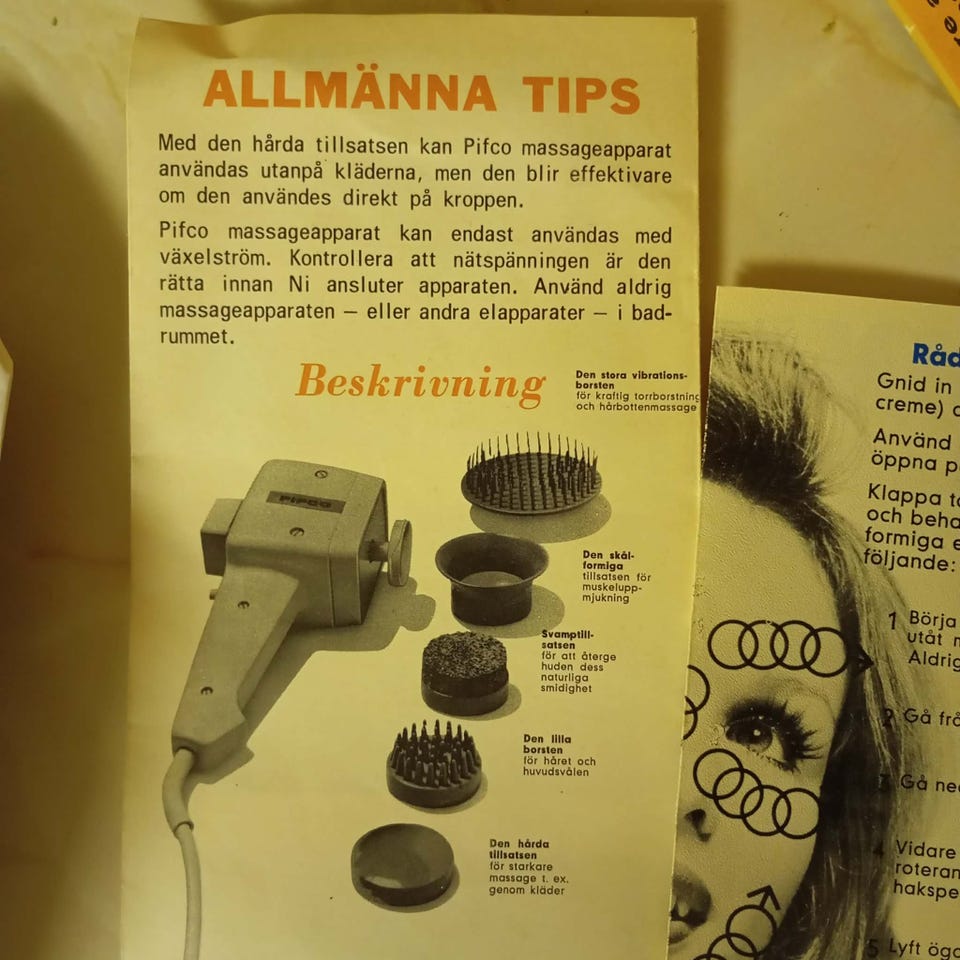 ALLMÄNNA TIPS
Med den hårda tillsatsen kan Pifco massageapparat
användas utanpå kläderna, men den blir effektivare
om den användes direkt på kroppen.
Pifco massageapparat kan endast användas med
växelström. Kontrollera att nätspänningen är den
rätta innan Ni ansluter apparaten. Använd aldrig
massageapparaten — eller andra elapparater — i bad-
rummet.
Beskrivning
Den stora vibrations-
borsten
för kraftig torrborstning
och hårbottenmassage
PIFCO
Den skål-
formiga
tillsatsen för
muskelupp-
mjukning
Svamptill-
satsen
för att återge
huden dess
naturliga
smidighet
Den lilla
borsten
för håret och
huvudsvålen
Den hårda
tillsatsen
för starkare
massage t. ex.
genom kläder
Råd
Gnid in
creme)
Använd
öppna
Klappa
och beha
formiga
följande:
1 Börja
utåt
Aldrig
2 Gå frå
3 Gå ned
4 Vidare
roteran
hakspe
5 Lyft ögo